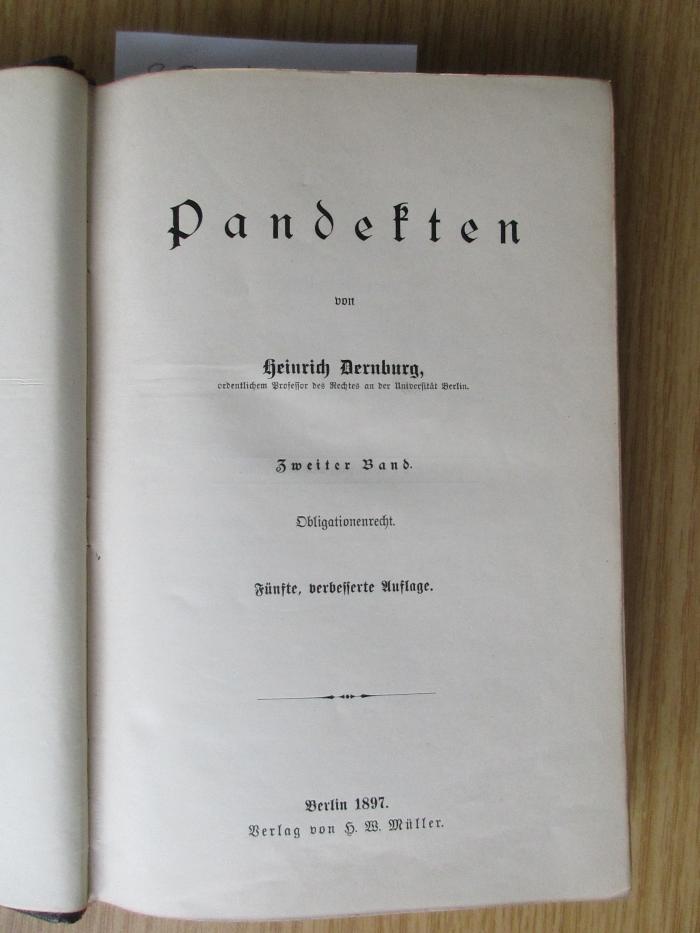 Pandekten
von
Heinrich Dernburg,
ordentlichem Professor des Rechtes an der Universität Berlin.
Zweiter Band.
Obligationenrecht.
Fünfte, verbesserte Auflage.
Berlin 1897.
Verlag von H. W. Müller.